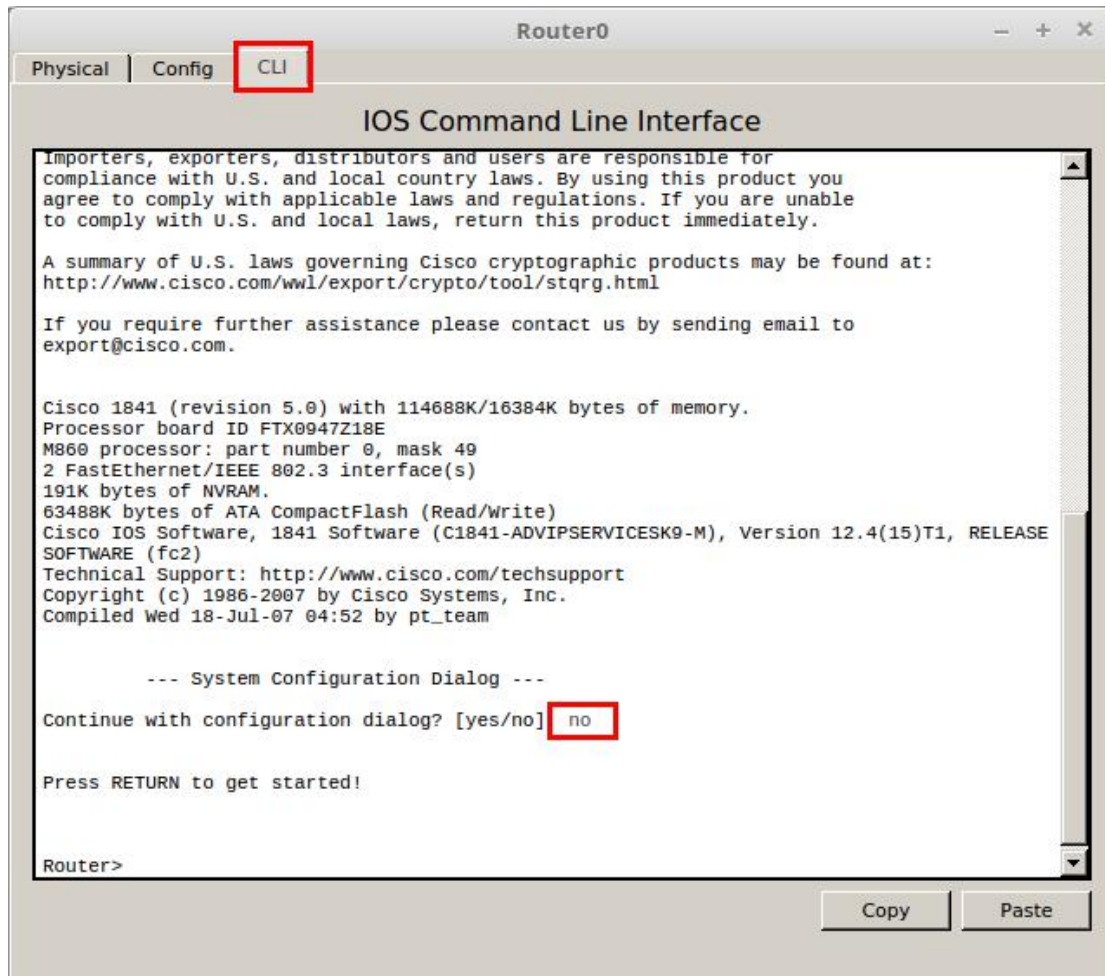 Router0
Physical Config CLI
IOS Command Line Interface
Importers, exporters, distributors and users are responsible for
compliance with U.S. and local country laws. By using this product you
agree to comply with applicable laws and regulations. If you are unable
to comply with U.S. and local laws, return this product immediately.
A summary of U.S. laws governing Cisco cryptographic products may be found at:
http://www.cisco.com/wwl/export/crypto/tool/stqrg.html
If you require further assistance please contact us by sending email to
export@cisco.com.
Cisco 1841 (revision 5.0) with 114688K/16384K bytes of memory.
Processor board ID FTX0947Z18E
M860 processor: part number 0, mask 49
2 FastEthernet/IEEE 802.3 interface(s)
191K bytes of NVRAM.
63488K bytes of ATA CompactFlash (Read/Write)
Cisco IOS Software, 1841 Software (C1841-ADVIPSERVICESK9-M), Version 12.4(15)T1, RELEASE
SOFTWARE (fc2)
Technical Support: http://www.cisco.com/techsupport
Copyright (c) 1986-2007 by Cisco Systems, Inc.
Compiled Wed 18-Jul-07 04:52 by pt_team
--- System Configuration Dialog ---
Continue with configuration dialog? [yes/no] no
Press RETURN to get started!
Router>
Copy Paste